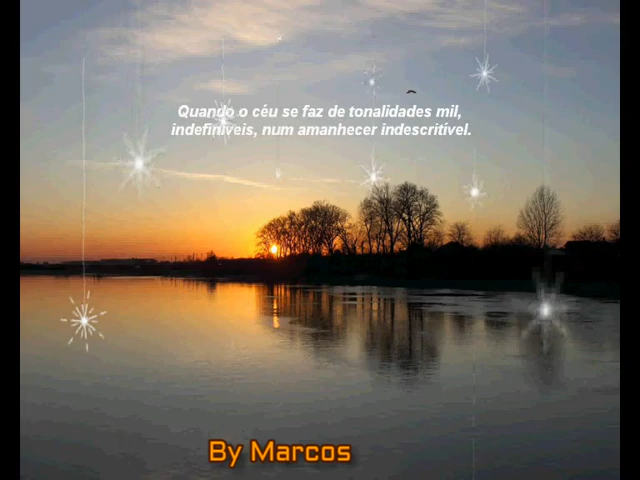 Quando o céu se faz de tonalidades mil,
indefiníveis, num amanhecer indescritível.
By Marcos